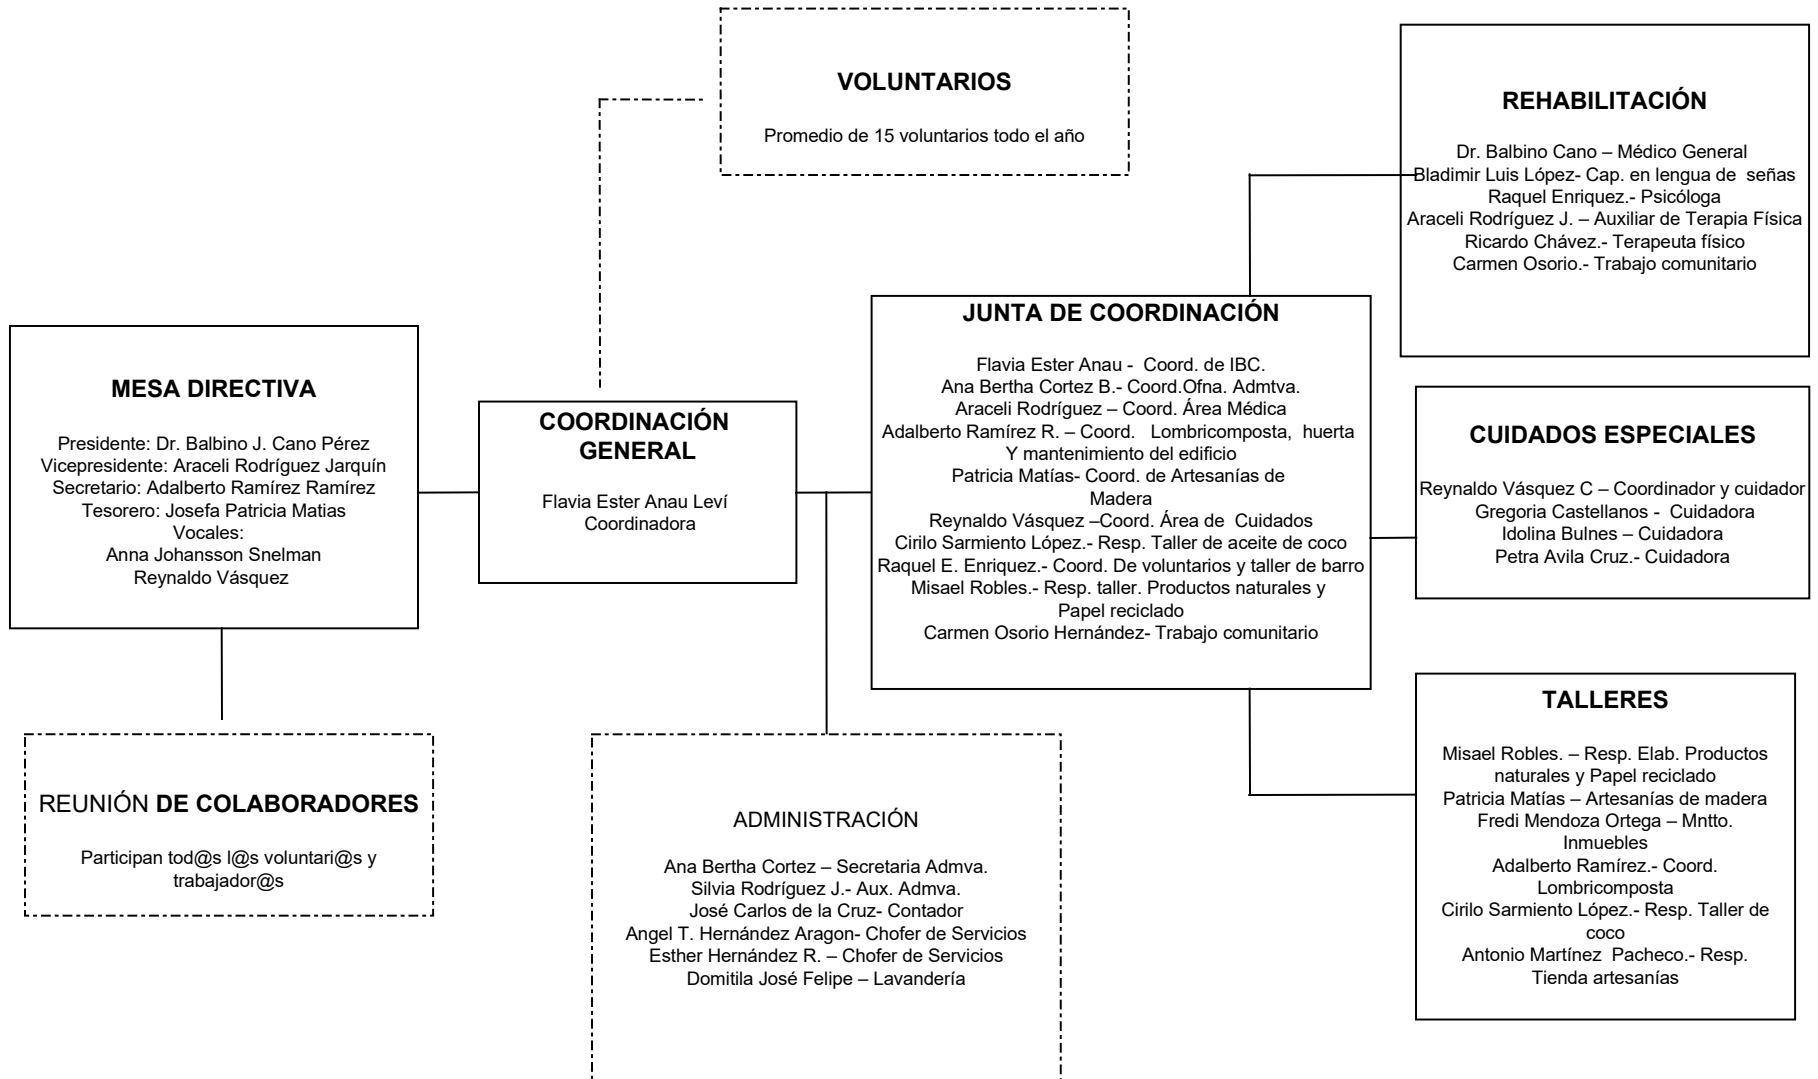 VOLUNTARIOS
Promedio de 15 voluntarios todo el año
REHABILITACIÓN
Dr. Balbino Cano – Médico General
Bladimir Luis López- Cap. en lengua de  señas
Raquel Enriquez.- Psicóloga
Araceli Rodríguez J. – Auxiliar de Terapia Física
Ricardo Chávez.- Terapeuta físico
Carmen Osorio.- Trabajo comunitario
MESA DIRECTIVA
Presidente: Dr. Balbino J. Cano Pérez
Vicepresidente: Araceli Rodríguez Jarquín
Secretario: Adalberto Ramírez Ramírez
Tesorero: Josefa Patricia Matias
Vocales:
Anna Johansson Snelman
Reynaldo Vásquez
COORDINACIÓN
GENERAL
Flavia Ester Anau Leví
Coordinadora
JUNTA DE COORDINACIÓN
Flavia Ester Anau -  Coord. de IBC.
Ana Bertha Cortez B.- Coord.Ofna. Admtva.
Araceli Rodríguez – Coord. Área Médica
Adalberto Ramírez R. – Coord.   Lombricomposta,  huerta
Y mantenimiento del edificio
Patricia Matías- Coord. de Artesanías de
Madera
Reynaldo Vásquez –Coord. Área de  Cuidados
Cirilo Sarmiento López.- Resp. Taller de aceite de coco
Raquel E. Enriquez.- Coord. De voluntarios y taller de barro
Misael Robles.- Resp. taller. Productos naturales y
Papel reciclado
Carmen Osorio Hernández- Trabajo comunitario
CUIDADOS ESPECIALES
Reynaldo Vásquez C – Coordinador y cuidador
Gregoria Castellanos -  Cuidadora
Idolina Bulnes – Cuidadora
Petra Avila Cruz.- Cuidadora
REUNIÓN DE COLABORADORES
Participan tod@s l@s voluntari@s y
trabajador@s
ADMINISTRACIÓN
Ana Bertha Cortez – Secretaria Admva.
Silvia Rodríguez J.- Aux. Admva.
José Carlos de la Cruz- Contador
Angel T. Hernández Aragon- Chofer de Servicios
Esther Hernández R. – Chofer de Servicios
Domitila José Felipe – Lavandería
TALLERES
Misael Robles. – Resp. Elab. Productos
naturales y Papel reciclado
Patricia Matías – Artesanías de madera
Fredi Mendoza Ortega – Mntto.
Inmuebles
Adalberto Ramírez.- Coord.
Lombricomposta
Cirilo Sarmiento López.- Resp. Taller de
coco
Antonio Martínez  Pacheco.- Resp.
Tienda artesanías